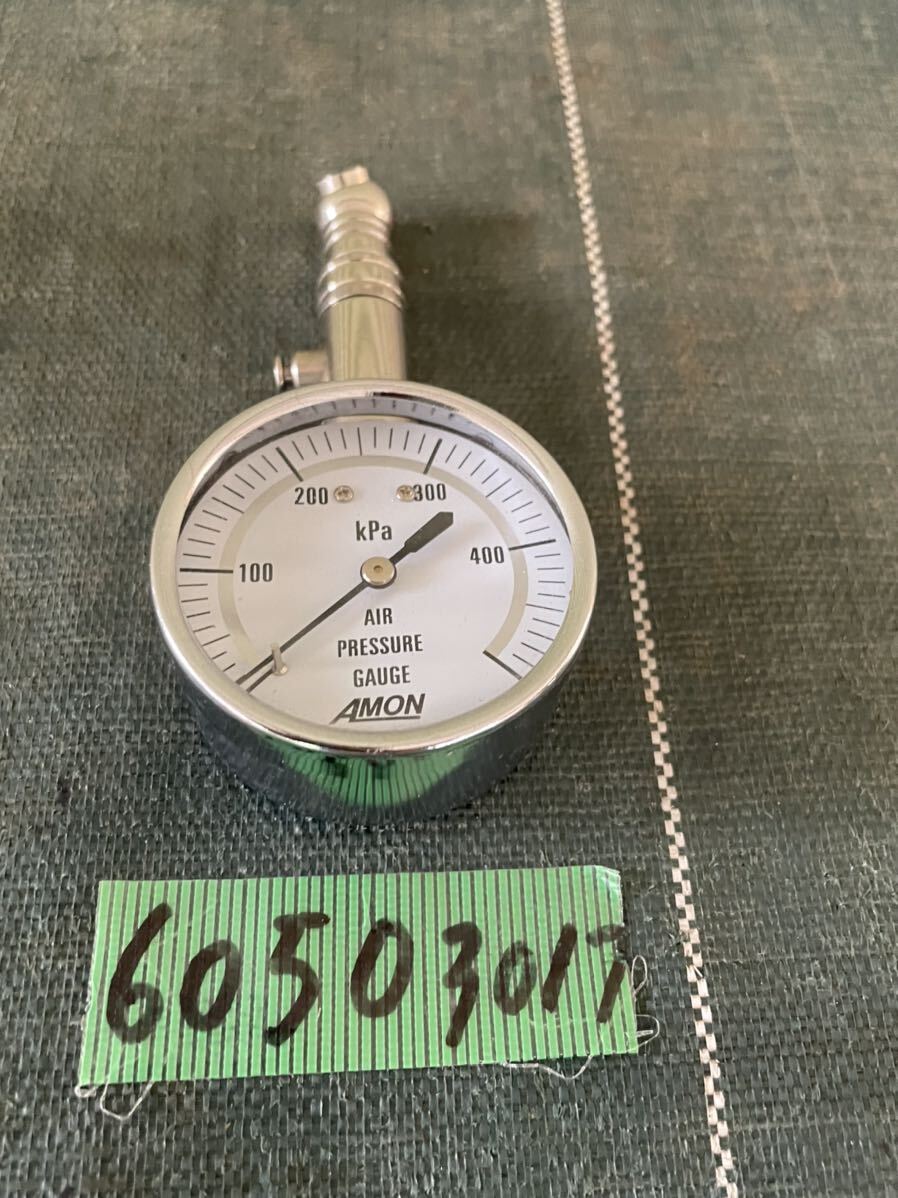 200 300
kPa
100 400
AIR
PRESSURE
GAUGE
AMON
60503017